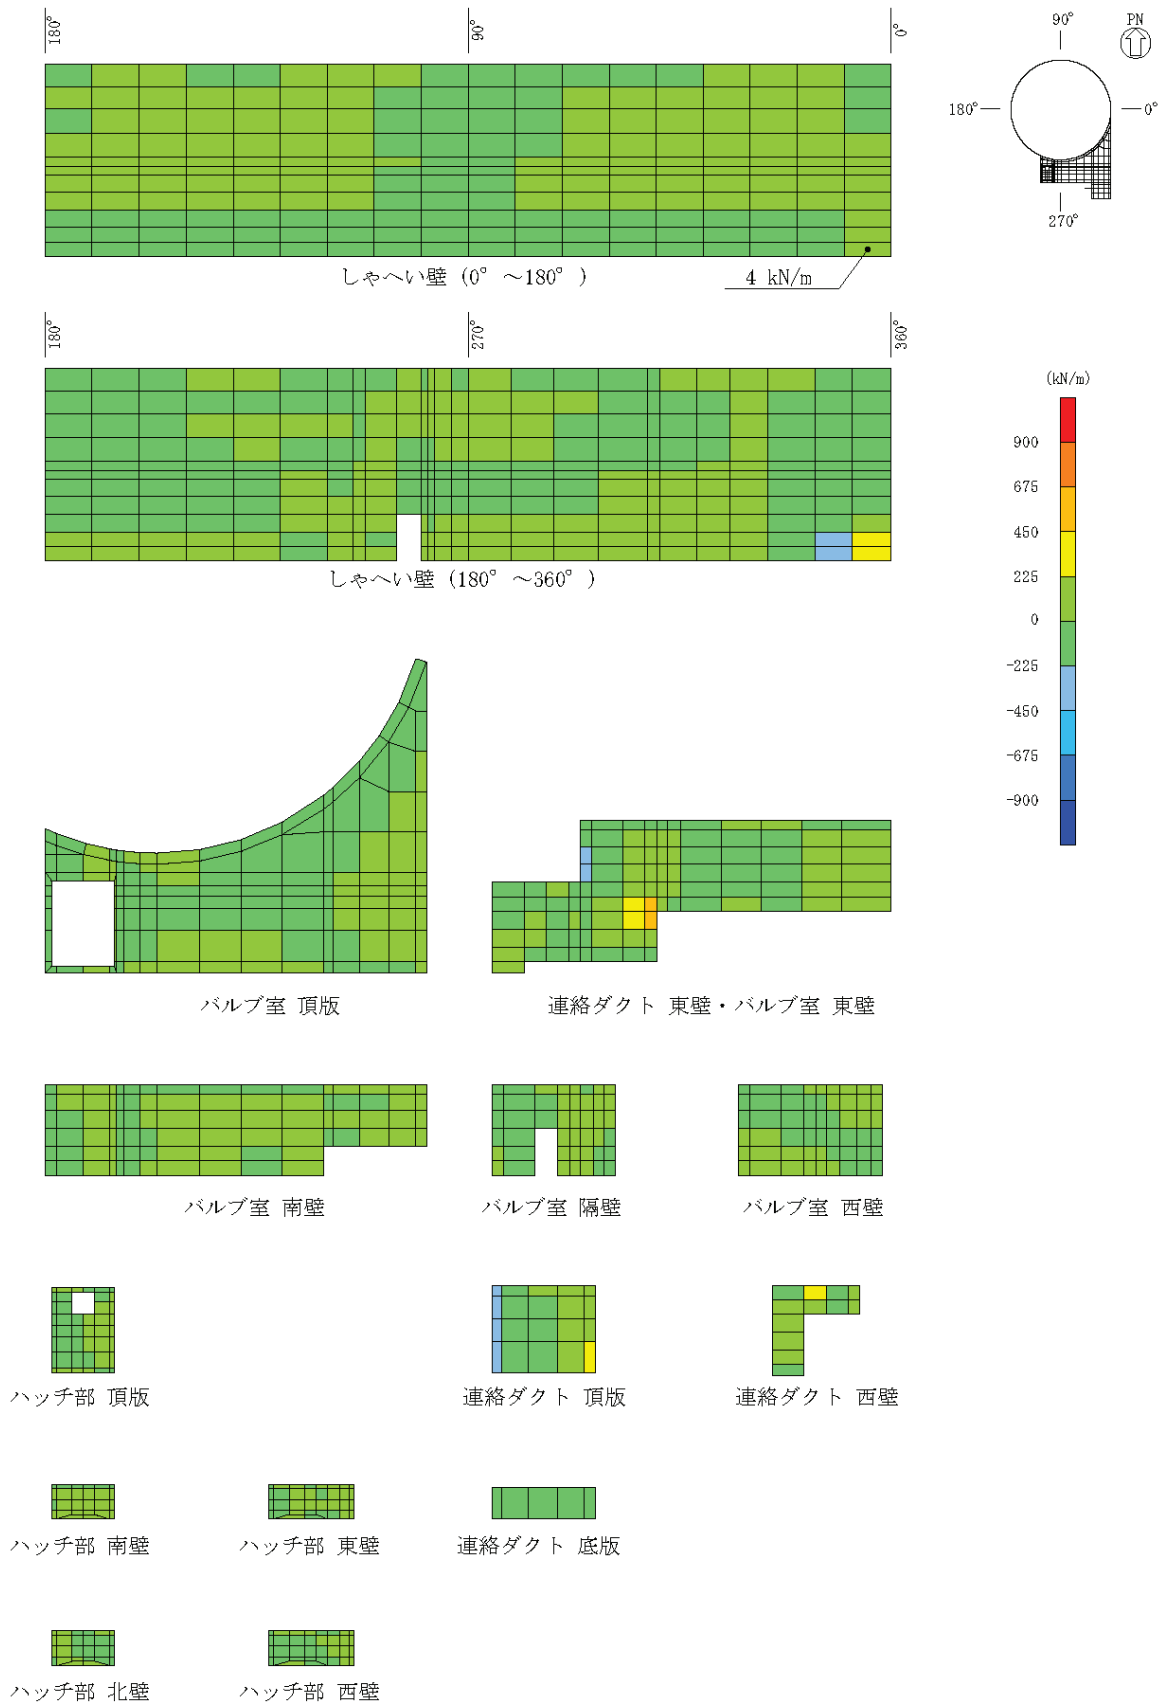 180°
90°
0°
90°
PN
180°
0°
270°
しゃへい壁 (0° ～180° )
4 kN/m
180°
270°
360°
しゃへい壁 (180° ～360° )
(kN/m)
900
675
450
225
0
-225
-450
-675
-900
バルブ室 頂版
連絡ダクト 東壁・バルブ室 東壁
バルブ室 南壁
バルブ室 隔壁
バルブ室 西壁
ハッチ部 頂版
連絡ダクト 頂版
連絡ダクト 西壁
ハッチ部 南壁
ハッチ部 東壁
連絡ダクト 底版
ハッチ部 北壁
ハッチ部 西壁